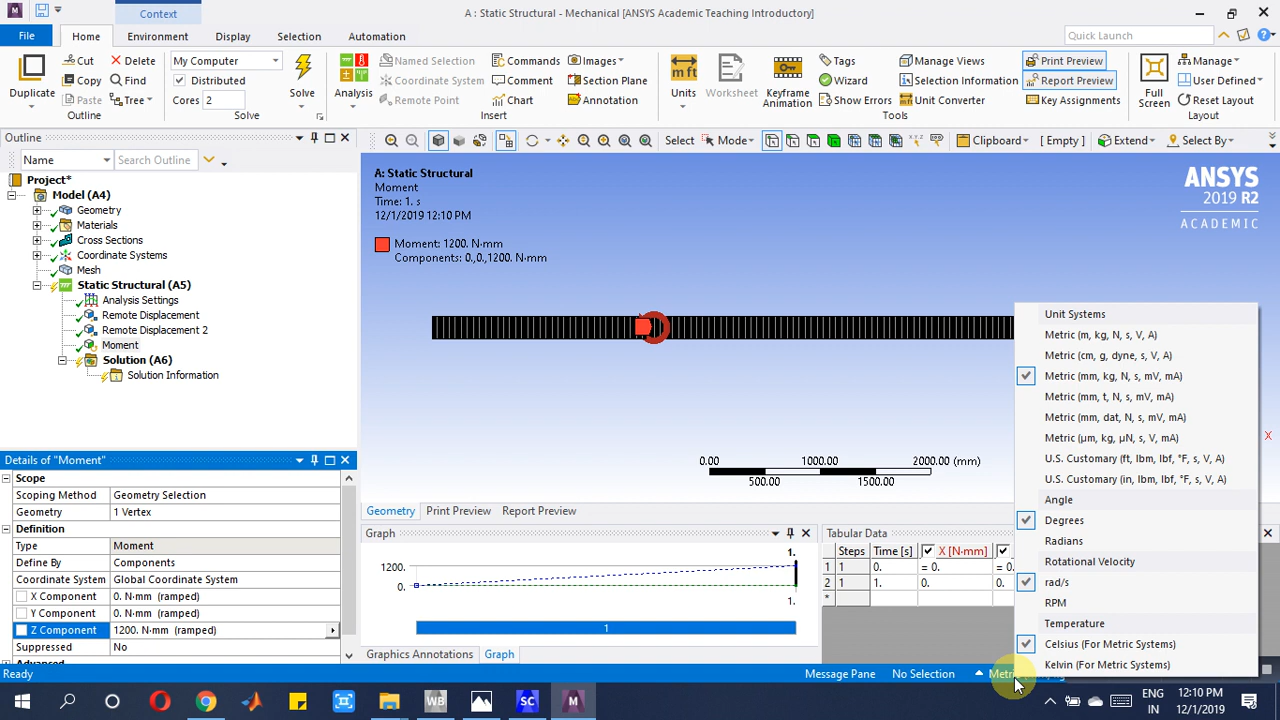 Context
A : Static Structural - Mechanical [ANSYS Academic Teaching Introductory]
File
Home
Environment
Display
Selection
Automation
Quick Launch
Duplicate
Cut
Copy
Paste
Delete
Find
Tree
Outline
My Computer
Distributed
Cores 2
Solve
Solve
Analysis
Named Selection
Coordinate System
Remote Point
Commands
Comment
Chart
Images
Section Plane
Annotation
Insert
Units
Worksheet
Keyframe
Animation
Tags
Wizard
Show Errors
Manage Views
Selection Information
Unit Converter
Tools
Print Preview
Report Preview
Key Assignments
Full
Screen
Manage
User Defined
Reset Layout
Layout
Outline
Name
Search Outline
Project*
Model (A4)
Geometry
Materials
Cross Sections
Coordinate Systems
Mesh
Static Structural (A5)
Analysis Settings
Remote Displacement
Remote Displacement 2
Moment
Solution (A6)
Solution Information
Select
Mode
Clipboard
[ Empty ]
Extend
Select By
A: Static Structural
Moment
Time: 1. s
12/1/2019 12:10 PM
Moment: 1200. N·mm
Components: 0.,0.,1200. N·mm
ANSYS
2019 R2
ACADEMIC
0.00
1000.00
2000.00 (mm)
500.00
1500.00
X
Unit Systems
Metric (m, kg, N, s, V, A)
Metric (cm, g, dyne, s, V, A)
Metric (mm, kg, N, s, mV, mA)
Metric (mm, t, N, s, mV, mA)
Metric (mm, dat, N, s, mV, mA)
Metric (µm, kg, µN, s, V, mA)
U.S. Customary (ft, lbm, lbf, °F, s, V, A)
U.S. Customary (in, lbm, lbf, °F, s, V, A)
Angle
Degrees
Radians
Rotational Velocity
rad/s
RPM
Temperature
Celsius (For Metric Systems)
Kelvin (For Metric Systems)
Details of "Moment"
Scope
Scoping Method Geometry Selection
Geometry 1 Vertex
Definition
Type Moment
Define By Components
Coordinate System Global Coordinate System
X Component 0. N·mm (ramped)
Y Component 0. N·mm (ramped)
Z Component 1200. N·mm (ramped)
Suppressed No
Geometry
Print Preview
Report Preview
Graph
1.
1200.
0.
1.
1
Graphics Annotations
Graph
Tabular Data
Steps Time [s] X [N·mm]
1 1 0. = 0. = 0.
2 1 1. 0. 0.
*
Ready
Message Pane
No Selection
WB
SC
M
ENG
IN
12:10 PM
12/1/2019